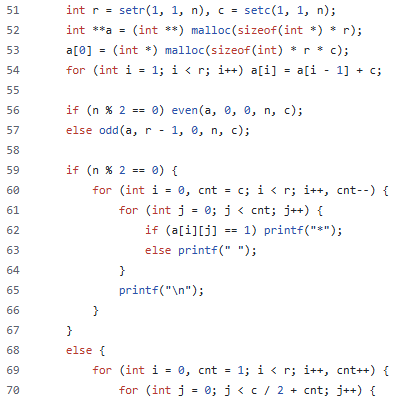 51 int r = setr(1, 1, n), c = setc(1, 1, n);
52 int **a = (int **) malloc(sizeof(int *) * r);
53 a[0] = (int *) malloc(sizeof(int) * r * c);
54 for (int i = 1; i < r; i++) a[i] = a[i - 1] + c;
55
56 if (n % 2 == 0) even(a, 0, 0, n, c);
57 else odd(a, r - 1, 0, n, c);
58
59 if (n % 2 == 0) {
60 for (int i = 0, cnt = c; i < r; i++, cnt--) {
61 for (int j = 0; j < cnt; j++) {
62 if (a[i][j] == 1) printf("*");
63 else printf(" ");
64 }
65 printf("\n");
66 }
67 }
68 else {
69 for (int i = 0, cnt = 1; i < r; i++, cnt++) {
70 for (int j = 0; j < c / 2 + cnt; j++) {